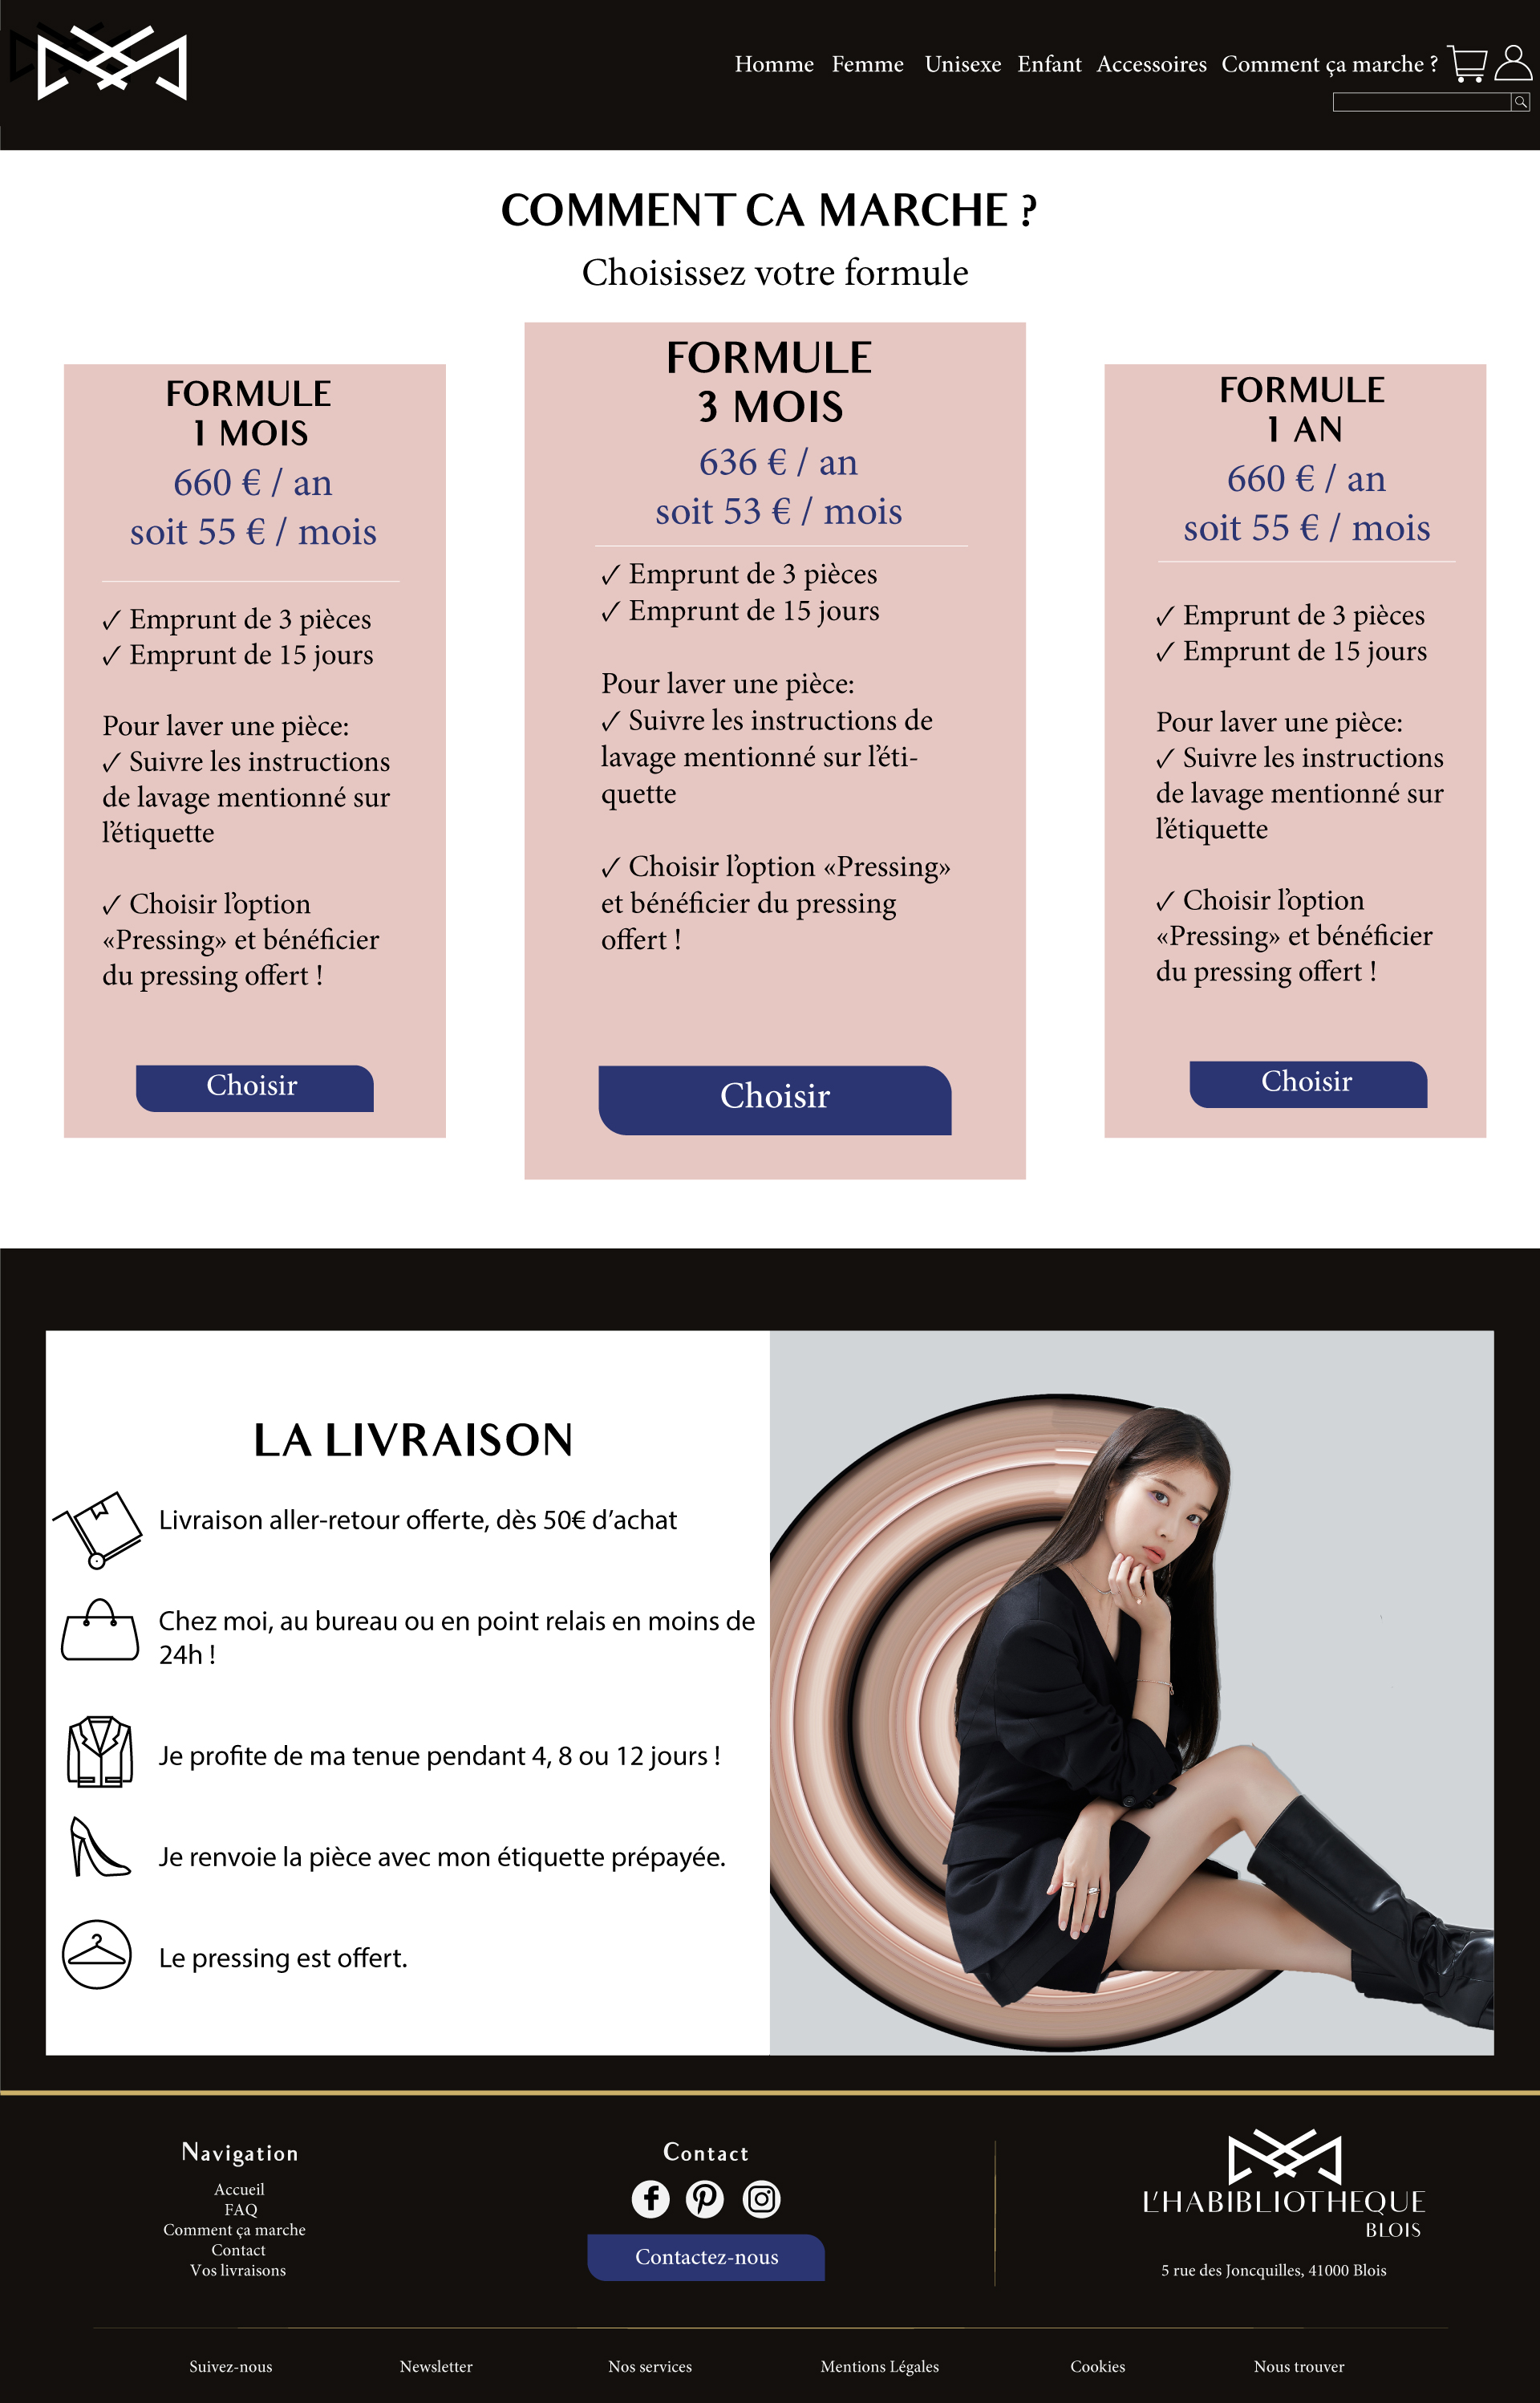 Homme Femme Unisexe Enfant Accessoires Comment ça marche ?
COMMENT CA MARCHE ?
Choisissez votre formule
FORMULE
1 MOIS
660 € / an
soit 55 € / mois
✓ Emprunt de 3 pièces
✓ Emprunt de 15 jours
Pour laver une pièce:
✓ Suivre les instructions
de lavage mentionné sur
l’étiquette
✓ Choisir l’option
«Pressing» et bénéficier
du pressing offert !
Choisir
FORMULE
3 MOIS
636 € / an
soit 53 € / mois
✓ Emprunt de 3 pièces
✓ Emprunt de 15 jours
Pour laver une pièce:
✓ Suivre les instructions de
lavage mentionné sur l’éti-
quette
✓ Choisir l’option «Pressing»
et bénéficier du pressing
offert !
Choisir
FORMULE
1 AN
660 € / an
soit 55 € / mois
✓ Emprunt de 3 pièces
✓ Emprunt de 15 jours
Pour laver une pièce:
✓ Suivre les instructions
de lavage mentionné sur
l’étiquette
✓ Choisir l’option
«Pressing» et bénéficier
du pressing offert !
Choisir
LA LIVRAISON
Livraison aller-retour offerte, dès 50€ d’achat
Chez moi, au bureau ou en point relais en moins de
24h !
Je profite de ma tenue pendant 4, 8 ou 12 jours !
Je renvoie la pièce avec mon étiquette prépayée.
Le pressing est offert.
Navigation
Accueil
FAQ
Comment ça marche
Contact
Vos livraisons
Contact
Contactez-nous
L’HABIBLIOTHEQUE
BLOIS
5 rue des Joncquilles, 41000 Blois
Suivez-nous Newsletter Nos services Mentions Légales Cookies Nous trouver